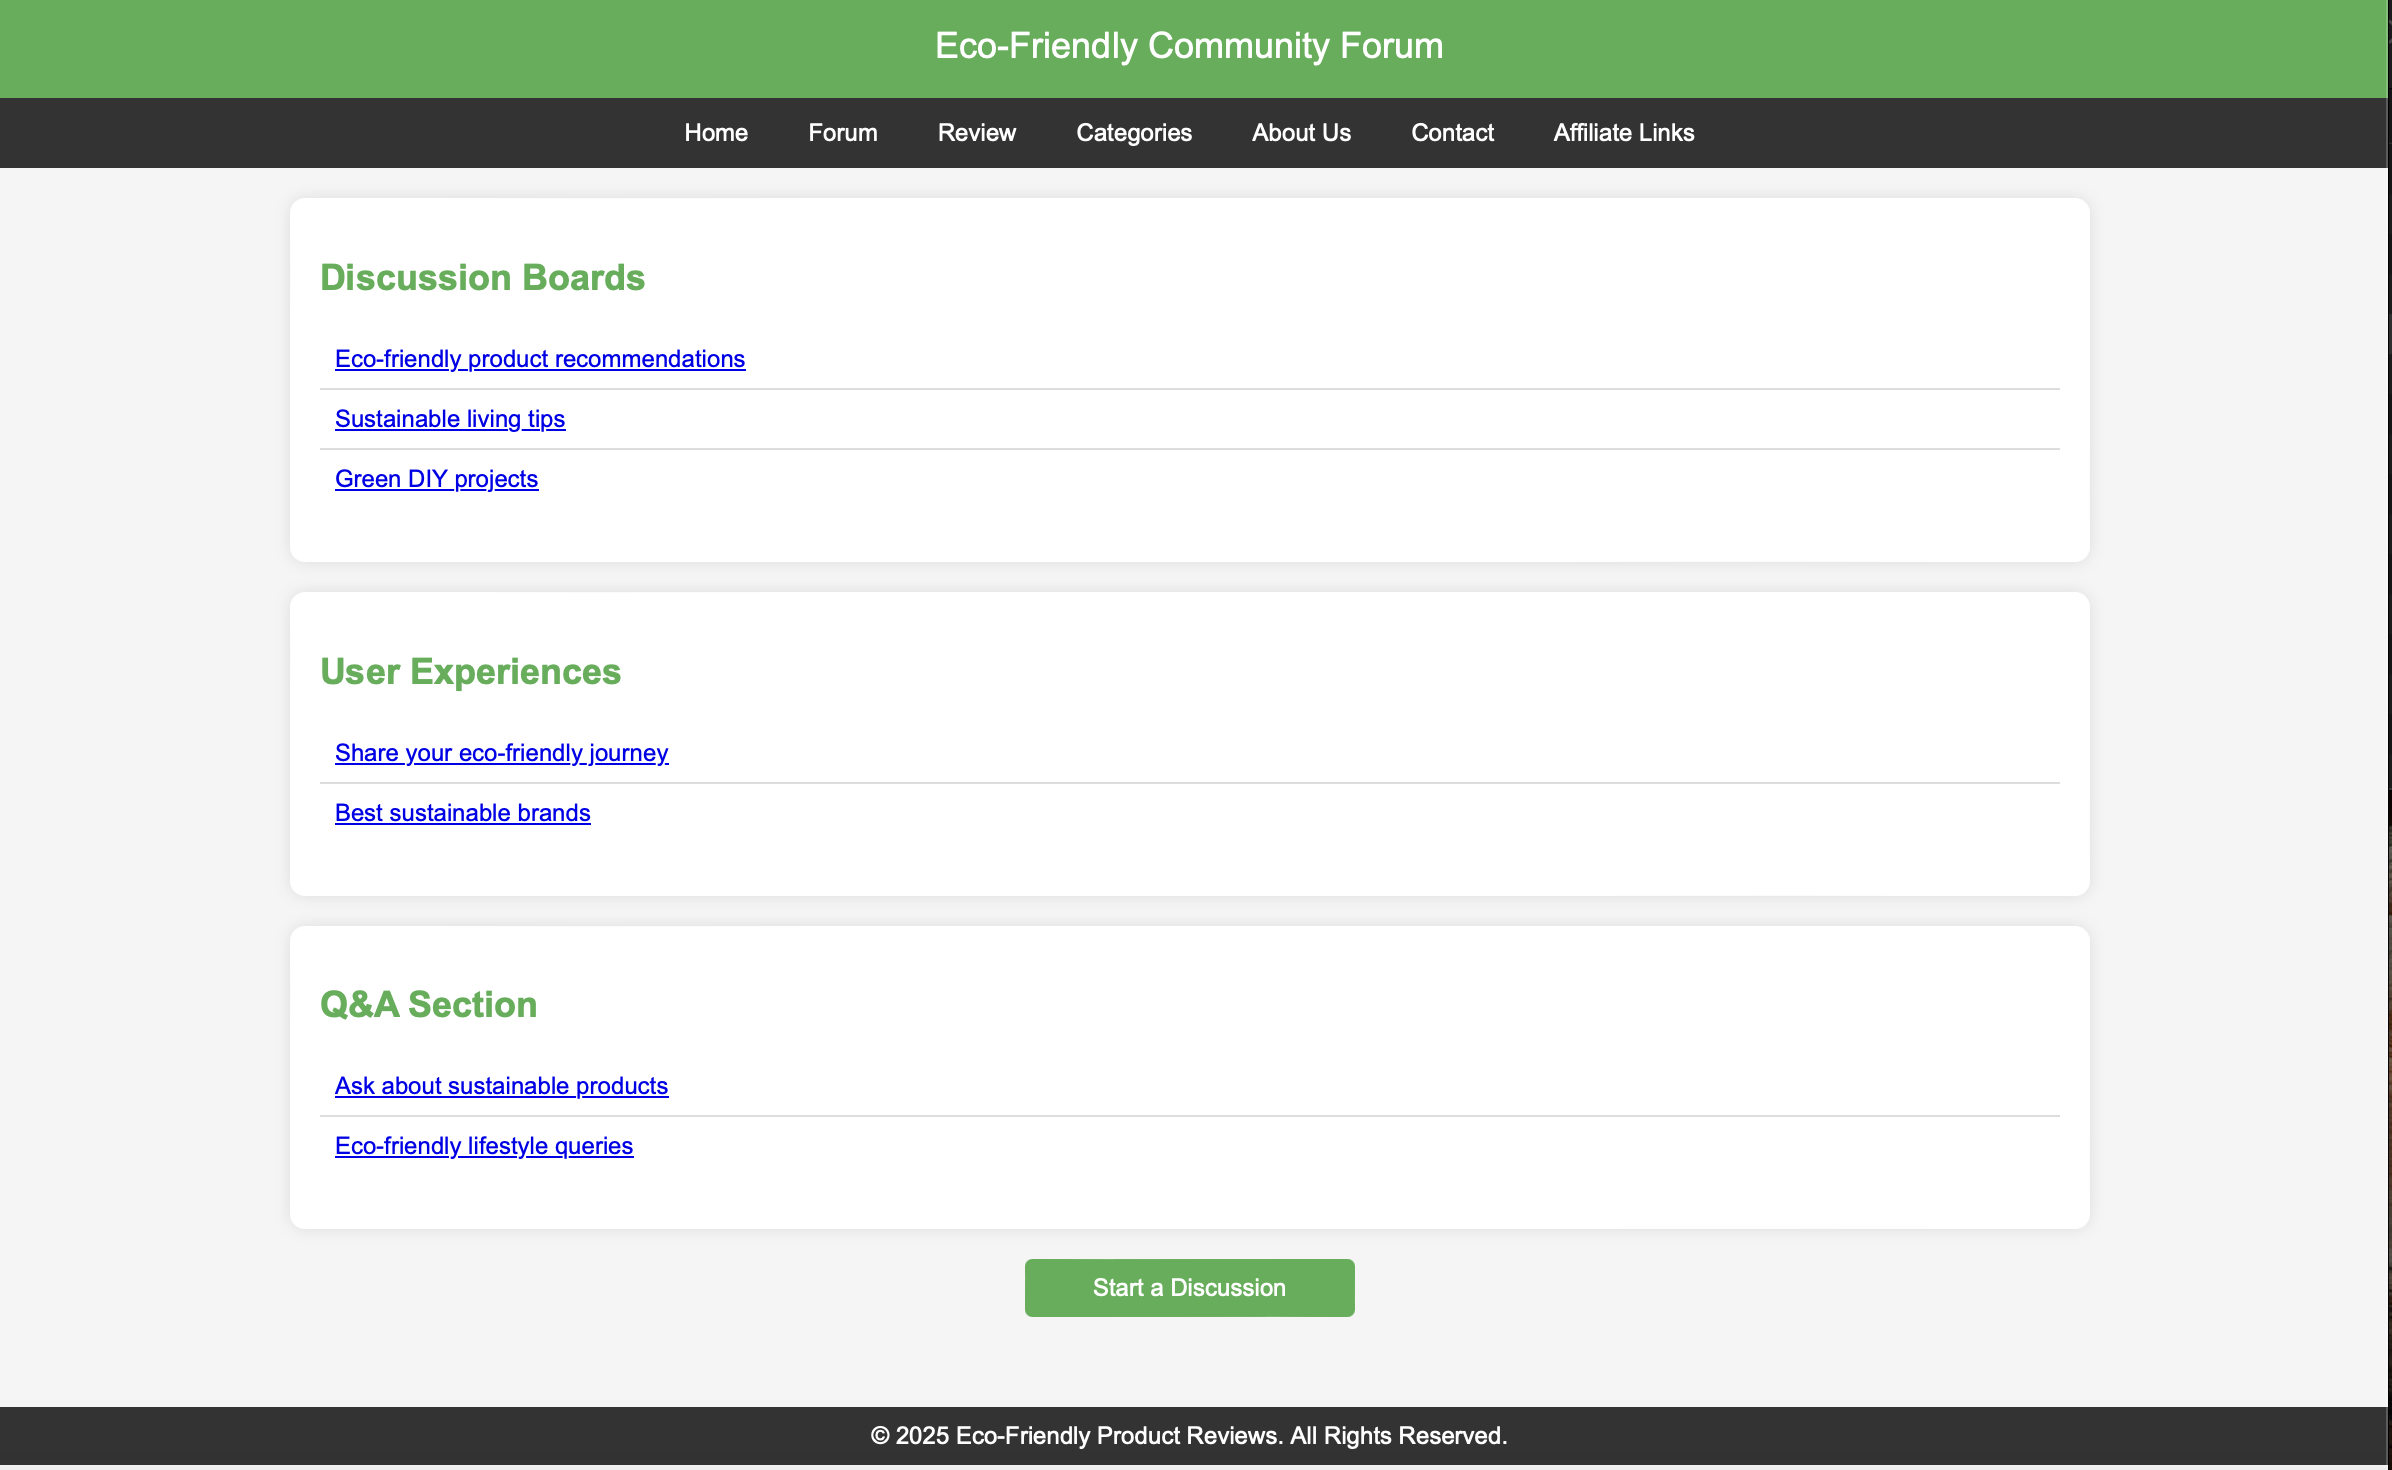 Eco-Friendly Community Forum
Home Forum Review Categories About Us Contact Affiliate Links
Discussion Boards
Eco-friendly product recommendations
Sustainable living tips
Green DIY projects
User Experiences
Share your eco-friendly journey
Best sustainable brands
Q&A Section
Ask about sustainable products
Eco-friendly lifestyle queries
Start a Discussion
© 2025 Eco-Friendly Product Reviews. All Rights Reserved.